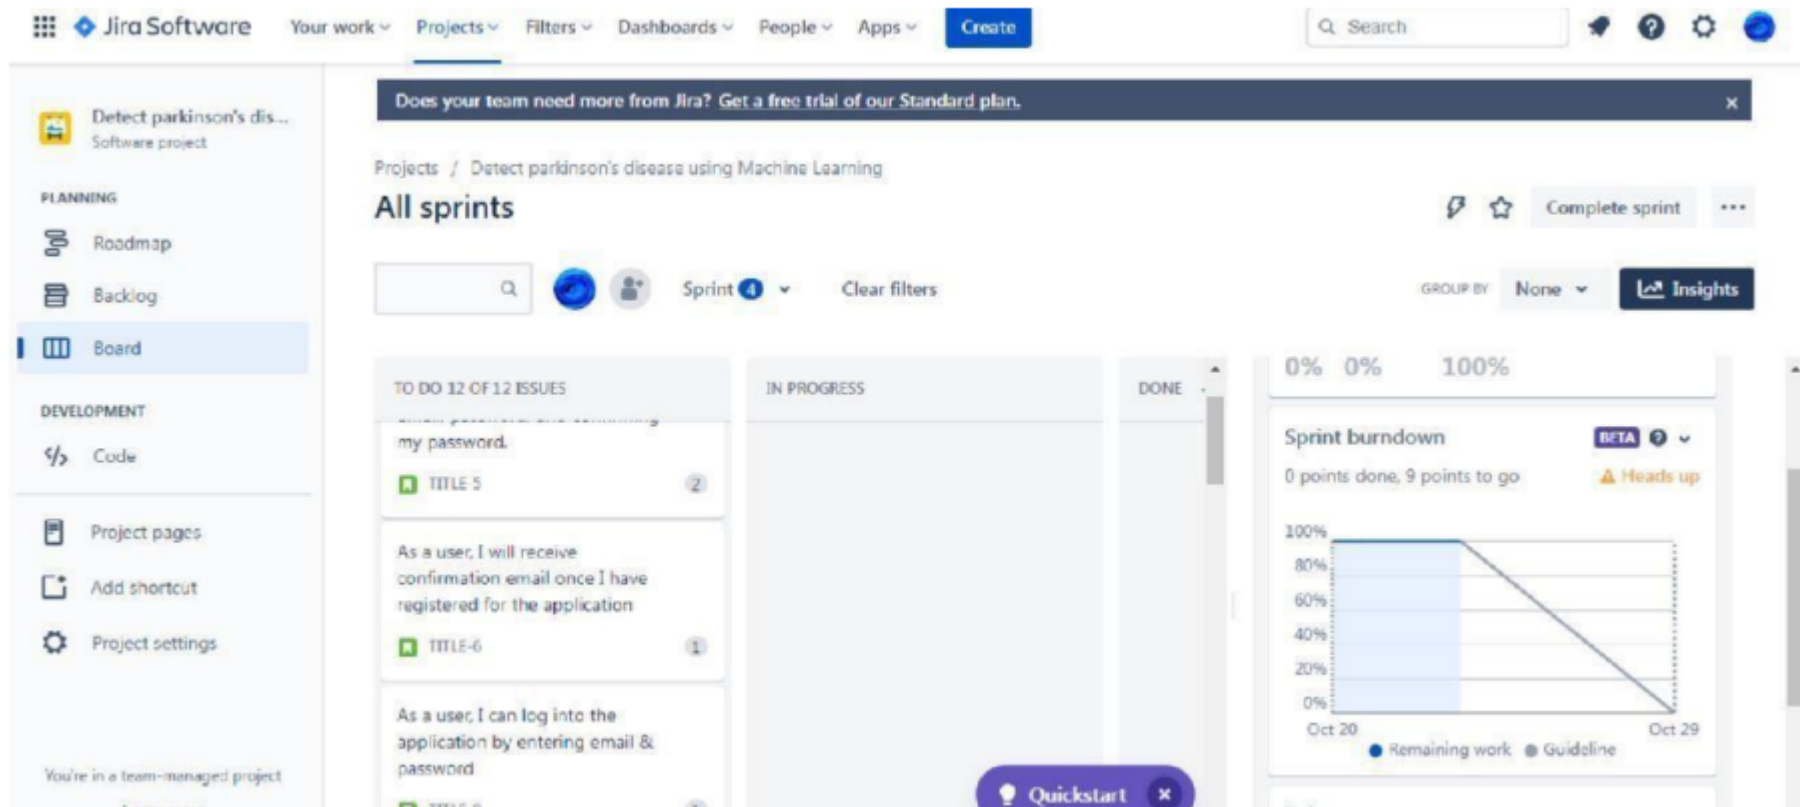 Jira Software Your work Projects Filters Dashboards People Apps Create Search
Does your team need more from Jira? Get a free trial of our Standard plan.
Detect parkinson's dis...
Software project
PLANNING
Roadmap
Backlog
Board
DEVELOPMENT
Code
Project pages
Add shortcut
Project settings
You're in a team-managed project
Projects / Detect parkinson's disease using Machine Learning
All sprints
Complete sprint
Sprint 4 Clear filters
GROUP BY None Insights
TO DO 12 OF 12 ISSUES
my password.
TITLE-5 2
As a user, I will receive
confirmation email once I have
registered for the application
TITLE-6 1
As a user, I can log into the
application by entering email &
password
IN PROGRESS
DONE
Quickstart
0% 0% 100%
Sprint burndown BETA
0 points done, 9 points to go Heads up
100%
80%
60%
40%
20%
0%
Oct 20 Oct 29
Remaining work Guideline